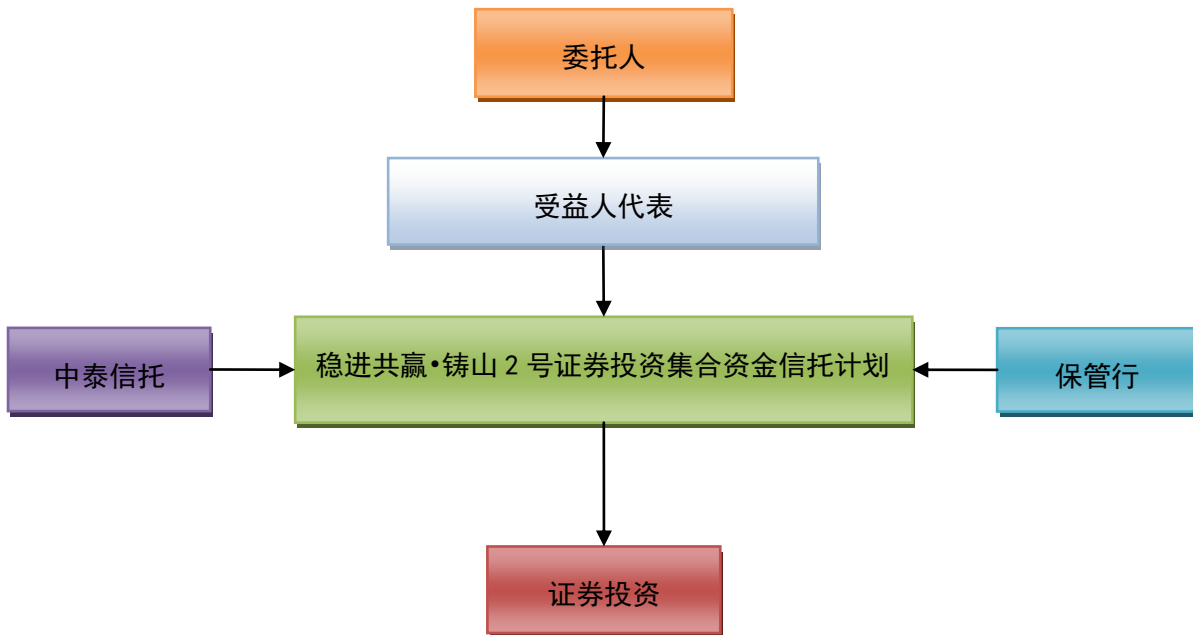 委托人
受益人代表
中泰信托
稳进共赢•铸山 2 号证券投资集合资金信托计划
保管行
证券投资